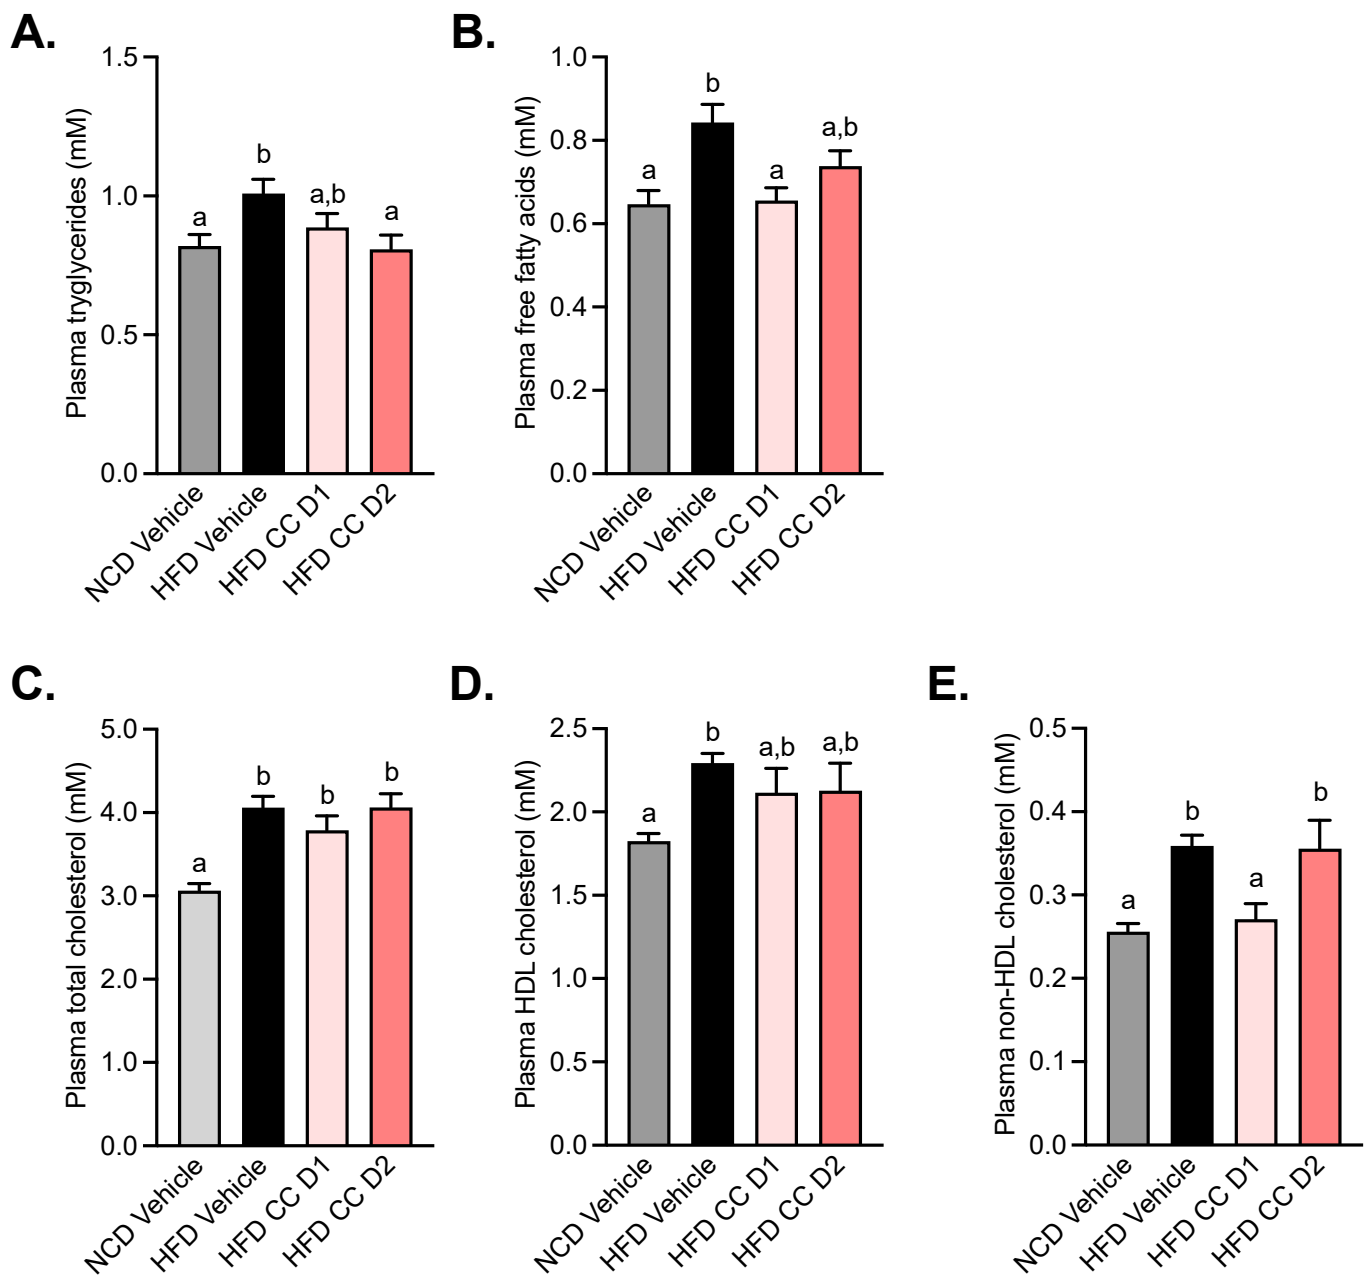 A.
Plasma tryglycerides (mM)
1.5
1.0
0.5
0.0
a
b
a,b
a
NCD Vehicle
HFD Vehicle
HFD CC D1
HFD CC D2
B.
Plasma free fatty acids (mM)
1.0
0.8
0.6
0.4
0.2
0.0
a
b
a
a,b
NCD Vehicle
HFD Vehicle
HFD CC D1
HFD CC D2
C.
Plasma total cholesterol (mM)
5.0
4.0
3.0
2.0
1.0
0.0
a
b
b
b
NCD Vehicle
HFD Vehicle
HFD CC D1
HFD CC D2
D.
Plasma HDL cholesterol (mM)
2.5
2.0
1.5
1.0
0.5
0.0
a
b
a,b
a,b
NCD Vehicle
HFD Vehicle
HFD CC D1
HFD CC D2
E.
Plasma non-HDL cholesterol (mM)
0.5
0.4
0.3
0.2
0.1
0.0
a
b
a
b
NCD Vehicle
HFD Vehicle
HFD CC D1
HFD CC D2